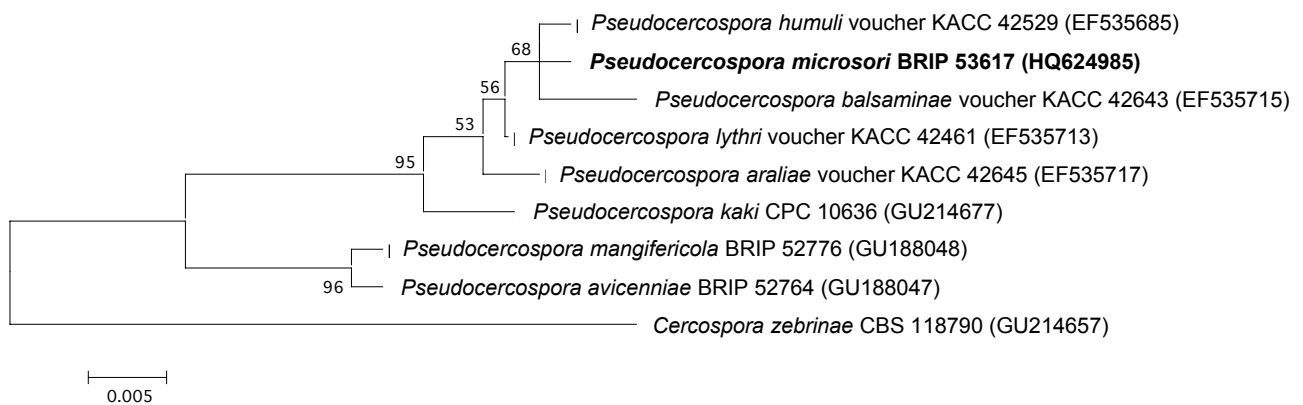 Pseudocercospora humuli voucher KACC 42529 (EF535685)
68
Pseudocercospora microsori BRIP 53617 (HQ624985)
56
Pseudocercospora balsaminae voucher KACC 42643 (EF535715)
53
Pseudocercospora lythri voucher KACC 42461 (EF535713)
95
Pseudocercospora araliae voucher KACC 42645 (EF535717)
Pseudocercospora kaki CPC 10636 (GU214677)
Pseudocercospora mangifericola BRIP 52776 (GU188048)
96
Pseudocercospora avicenniae BRIP 52764 (GU188047)
Cercospora zebrinae CBS 118790 (GU214657)
0.005